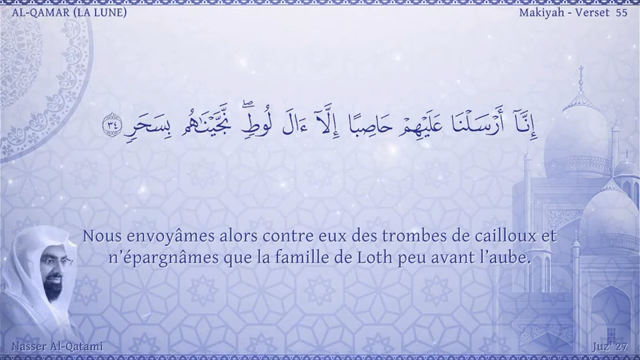 AL-QAMAR (LA LUNE)
Makiyah - Verset 55
إِنَّآ أَرْسَلْنَا عَلَيْهِمْ حَاصِبًا إِلَّآ ءَالَ لُوطٍۖ نَّجَّيْنَـٰهُم بِسَحَرٍ ٣٤
Nous envoyâmes alors contre eux des trombes de cailloux et
n’épargnâmes que la famille de Loth peu avant l’aube.
Nasser Al-Qatami
Juz' 27